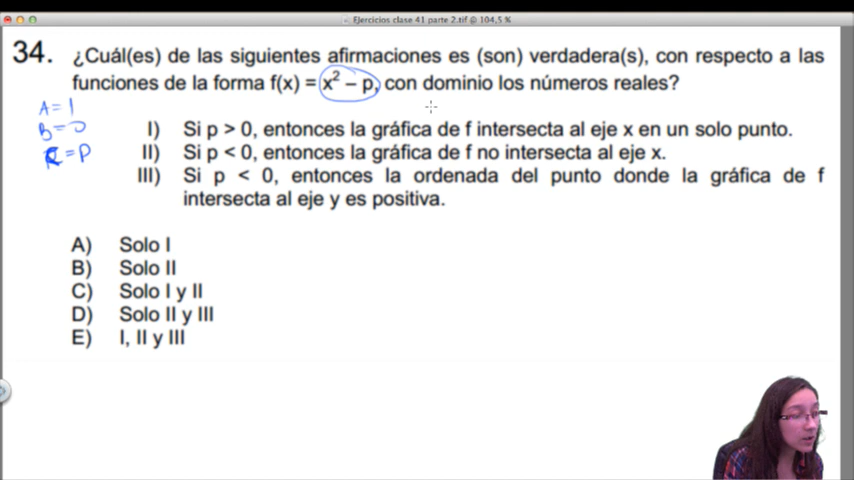 Ejercicios clase 41 parte 2.tif @ 104,5 %
34. ¿Cuál(es) de las siguientes afirmaciones es (son) verdadera(s), con respecto a las
funciones de la forma f(x) = x² – p, con dominio los números reales?
A = 1
B = 0
C = p
I) Si p > 0, entonces la gráfica de f intersecta al eje x en un solo punto.
II) Si p < 0, entonces la gráfica de f no intersecta al eje x.
III) Si p < 0, entonces la ordenada del punto donde la gráfica de f
intersecta al eje y es positiva.
A) Solo I
B) Solo II
C) Solo I y II
D) Solo II y III
E) I, II y III